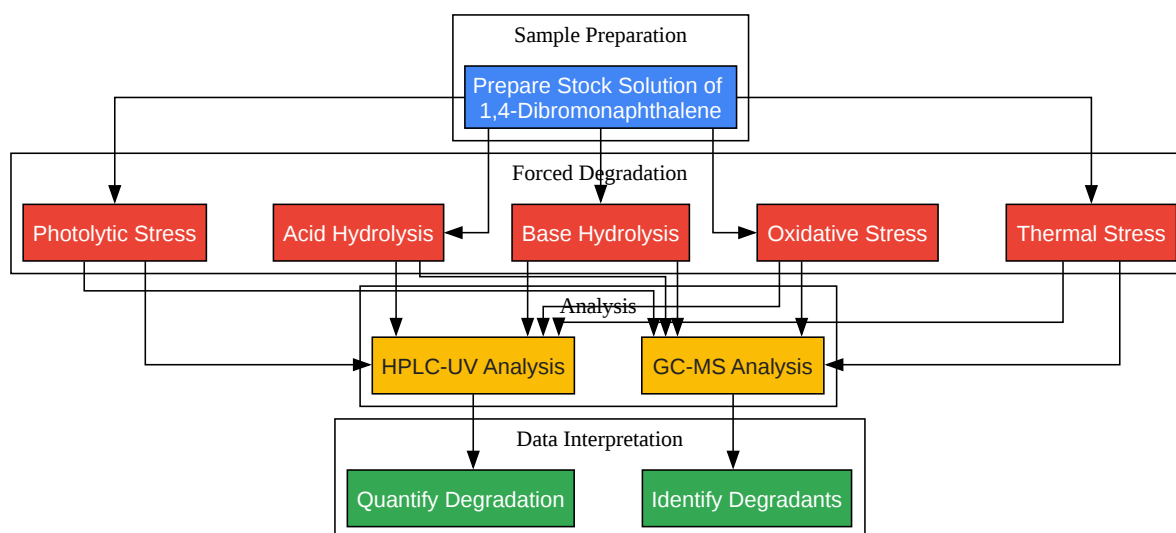 Sample Preparation
Prepare Stock Solution of
1,4-Dibromonaphthalene
Forced Degradation
Photolytic Stress
Acid Hydrolysis
Base Hydrolysis
Oxidative Stress
Thermal Stress
Analysis
HPLC-UV Analysis
GC-MS Analysis
Data Interpretation
Quantify Degradation
Identify Degradants